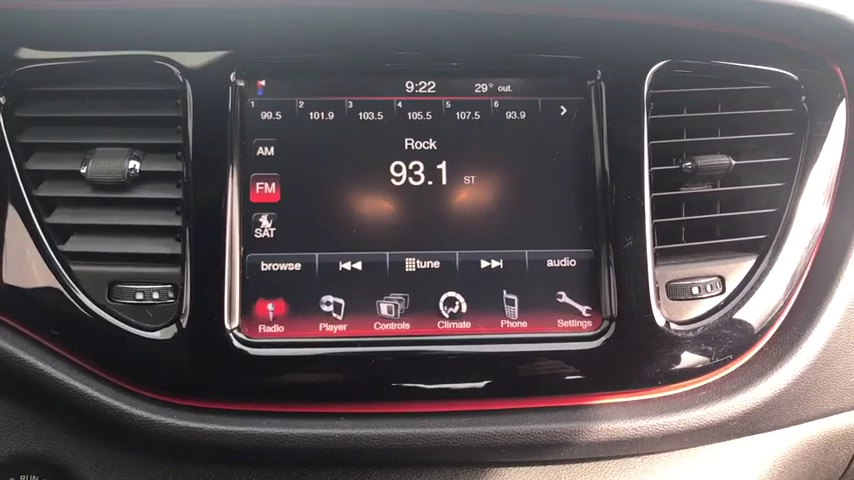 9:22 29° out.
1 2 3 4 5 6
99.5 101.9 103.5 105.5 107.5 93.9
AM
Rock
FM
93.1 ST
SAT
browse tune audio
Radio Player Controls Climate Phone Settings
RUN